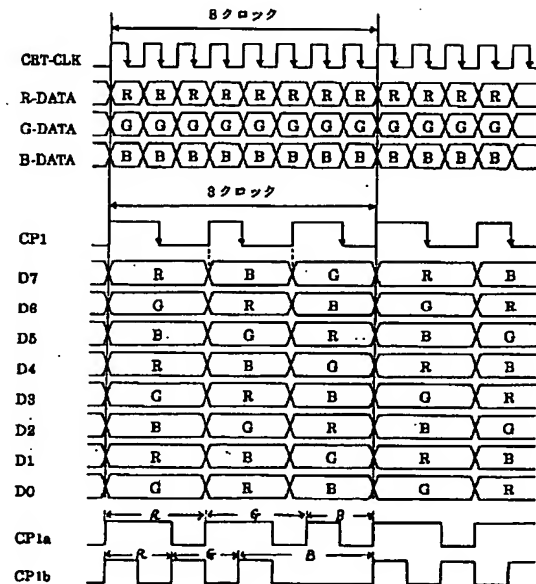 8クロック
CRT-CLK
R-DATA R R R R R R R R R R R R
G-DATA G G G G G G G G G G G G
B-DATA B B B B B B B B B B B B
8クロック
CP1
D7 R B G R B
D6 G R B G R
D5 B G R B G
D4 R B G R B
D3 G R B G R
D2 B G R B G
D1 R B G R B
D0 G R B G R
R G B
CP1a
R G B
CP1b